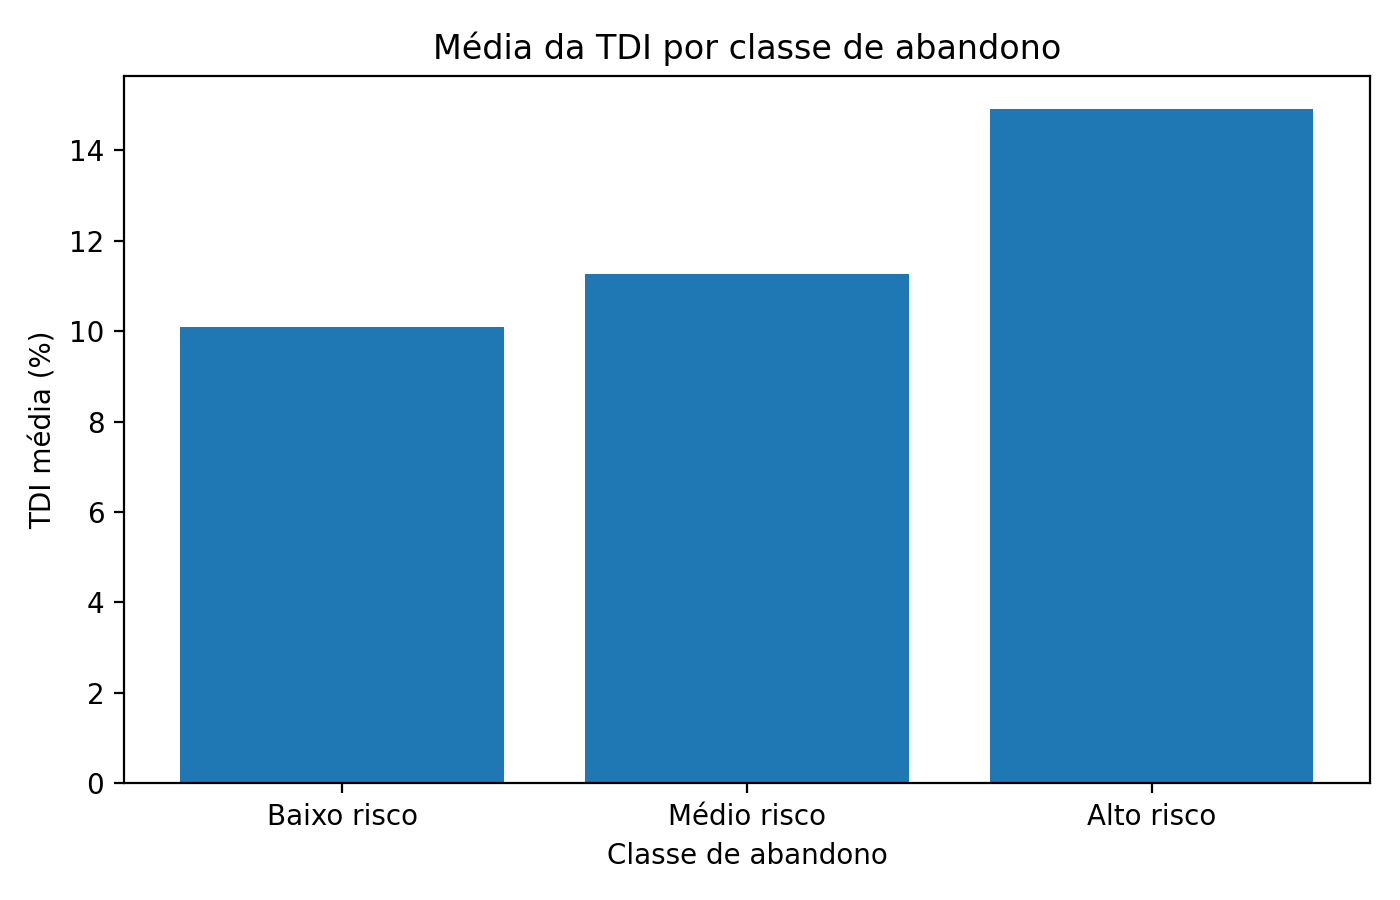 Média da TDI por classe de abandono
TDI média (%)
14
12
10
8
6
4
2
0
Baixo risco
Médio risco
Alto risco
Classe de abandono